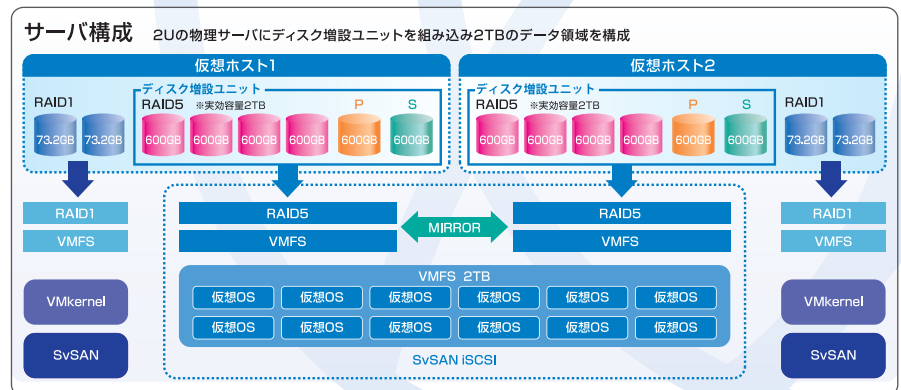 サーバ構成 2Uの物理サーバにディスク増設ユニットを組み込み2TBのデータ領域を構成
仮想ホスト1
RAID1
73.2GB 73.2GB
ディスク増設ユニット
RAID5 ※実効容量2TB P S
600GB 600GB 600GB 600GB 600GB 600GB
仮想ホスト2
ディスク増設ユニット
RAID5 ※実効容量2TB P S
600GB 600GB 600GB 600GB 600GB 600GB
RAID1
73.2GB 73.2GB
RAID1
VMFS
VMkernel
SvSAN
RAID5
VMFS
MIRROR
RAID5
VMFS
VMFS 2TB
仮想OS 仮想OS 仮想OS 仮想OS 仮想OS 仮想OS
仮想OS 仮想OS 仮想OS 仮想OS 仮想OS 仮想OS
SvSAN iSCSI
RAID1
VMFS
VMkernel
SvSAN